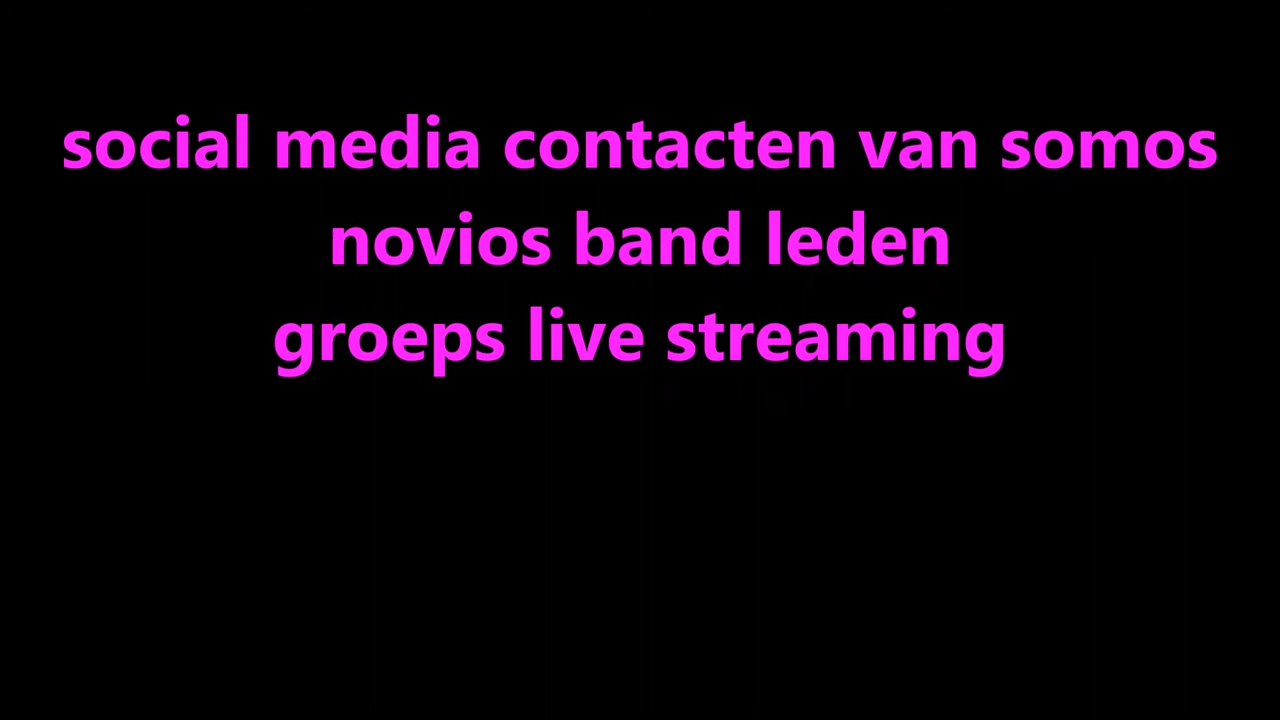 social media contacten van somos
novios band leden
groeps live streaming